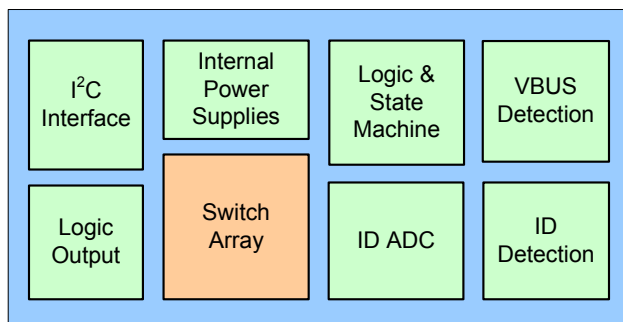 I²C
Interface
Internal
Power
Supplies
Logic &
State
Machine
VBUS
Detection
Logic
Output
Switch
Array
ID ADC
ID
Detection